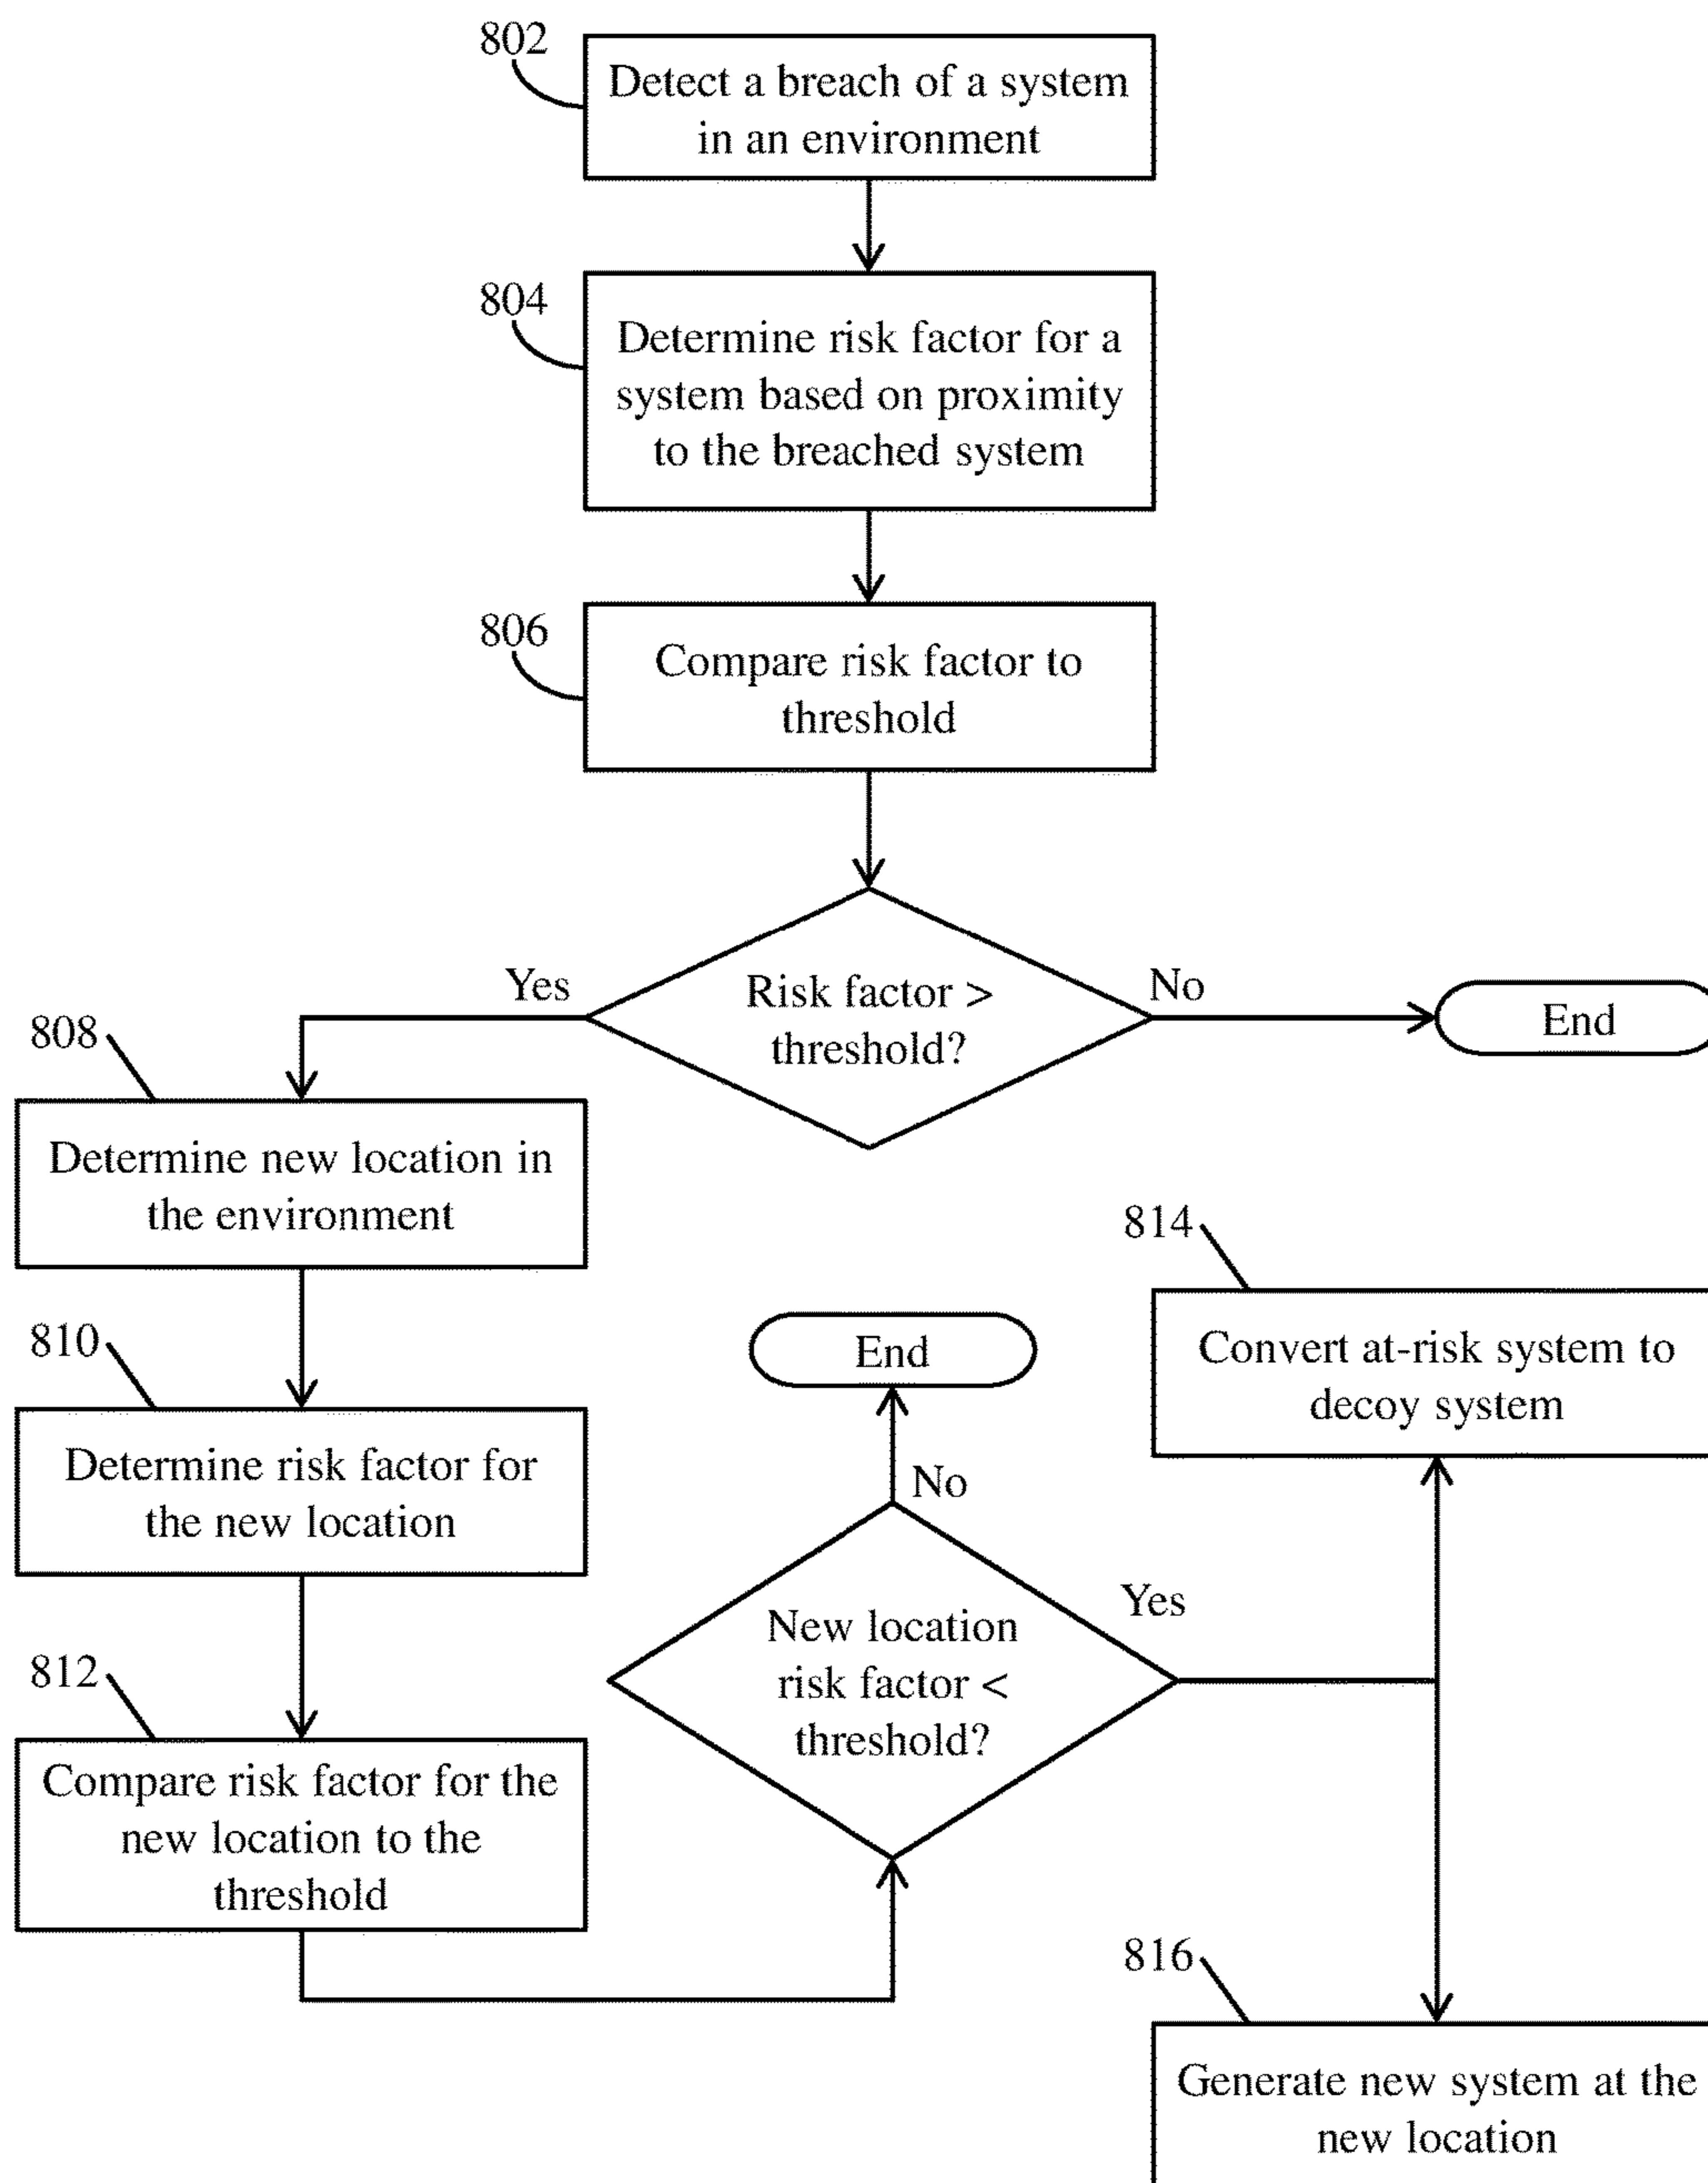 802
Detect a breach of a system
in an environment
804
Determine risk factor for a
system based on proximity
to the breached system
806
Compare risk factor to
threshold
Risk factor >
threshold?
Yes
No
End
808
Determine new location in
the environment
810
Determine risk factor for
the new location
812
Compare risk factor for the
new location to the
threshold
New location
risk factor <
threshold?
No
End
Yes
814
Convert at-risk system to
decoy system
816
Generate new system at the
new location